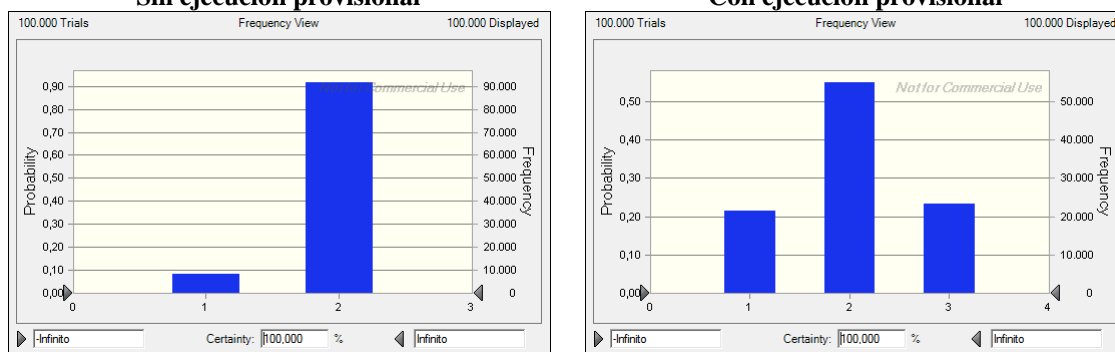 Sin ejecución provisional
100.000 Trials Frequency View 100.000 Displayed
Not for Commercial Use
0,90
0,80
0,70
0,60
0,50
0,40
0,30
0,20
0,10
0,00
Probability
90.000
80.000
70.000
60.000
50.000
40.000
30.000
20.000
10.000
0
Frequency
0 1 2 3
-Infinito Certainty: 100,000 % Infinito
Con ejecución provisional
100.000 Trials Frequency View 100.000 Displayed
Not for Commercial Use
0,50
0,40
0,30
0,20
0,10
0,00
Probability
50.000
40.000
30.000
20.000
10.000
0
Frequency
0 1 2 3 4
-Infinito Certainty: 100,000 % Infinito